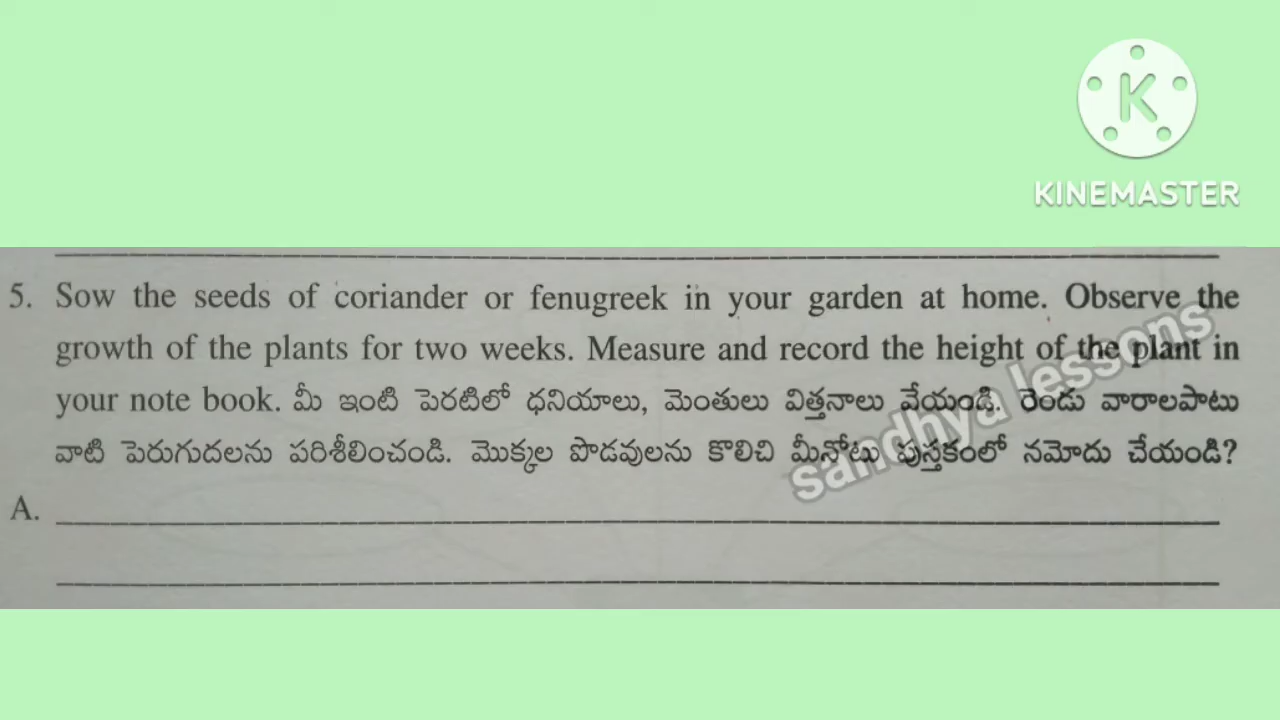 KINEMASTER
5. Sow the seeds of coriander or fenugreek in your garden at home. Observe the
growth of the plants for two weeks. Measure and record the height of the plant in
your note book. మీ ఇంటి పెరటిలో ధనియాలు, మెంతులు విత్తనాలు వేయండి. రెండు వారాలపాటు
వాటి పెరుగుదలను పరిశీలించండి. మొక్కల పొడవులను కొలిచి మీనోటు పుస్తకంలో నమోదు చేయండి?
sandhya lessons
A.